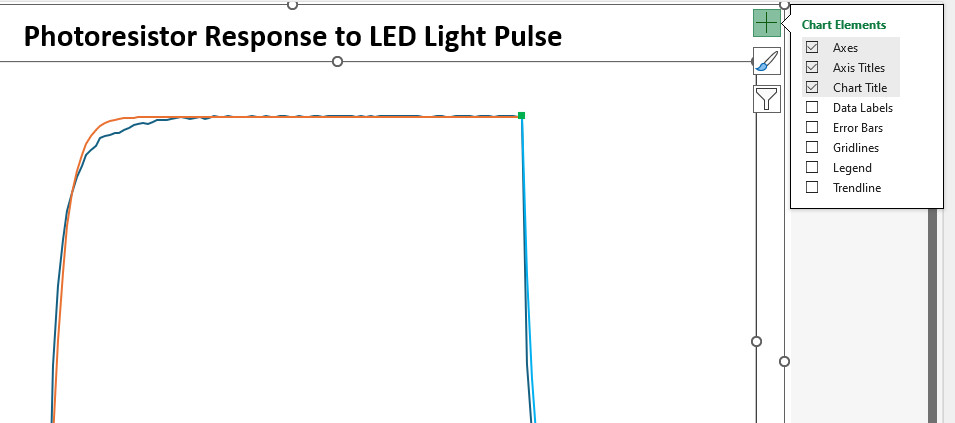 Photoresistor Response to LED Light Pulse
Chart Elements
Axes
Axis Titles
Chart Title
Data Labels
Error Bars
Gridlines
Legend
Trendline